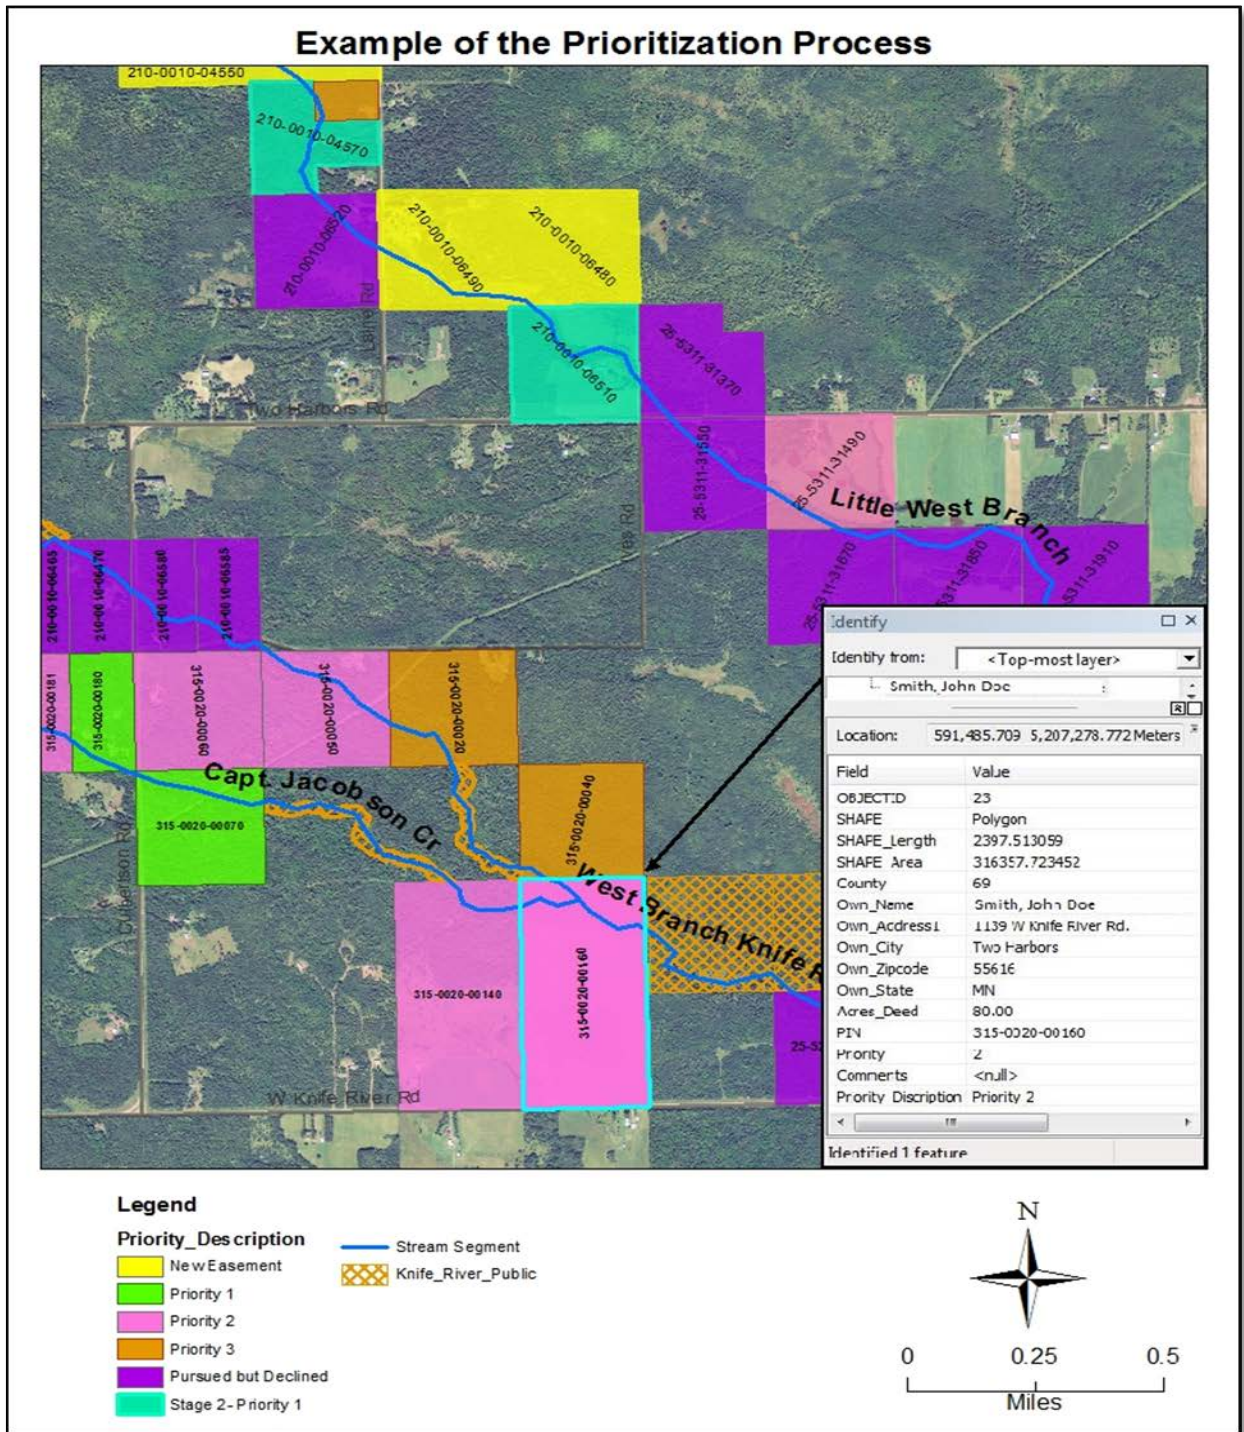 Example of the Prioritization Process
210-0010-04550
210-0010-04570
210-0010-06520
210-0010-06490
210-0010-06480
210-0010-06510
25-5311-31370
Laine Rd
Two Harbors Rd
25-5311-31550
25-5311-31490
Little West Branch
Rd
210-0010-06465
210-0010-06470
210-0010-06580
210-0010-06585
25-5311-31670
5311-31850
5311-31910
315-0020-00181
315-0020-00180
315-0020-00060
315-0020-00050
315-0020-00020
Capt. Jacobson Cr
315-0020-00070
315-0020-00040
Culbertson Rd
West Branch Knife R
315-0020-00140
315-0020-00160
25-52
W Knife River Rd
Identify
Identify from:
<Top-most layer>
Smith, John Doe
Location:
591,485.709 5,207,278.772 Meters
Field Value
OBJECTID 23
SHAPE Polygon
SHAPE_Length 2397.513059
SHAPE_Area 316357.723452
County 69
Own_Name Smith, John Doe
Own_Address1 1139 W Knife River Rd.
Own_City Two Harbors
Own_Zipcode 55616
Own_State MN
Acres_Deed 80.00
PIN 315-0020-00160
Priority 2
Comments <null>
Priority Discription Priority 2
Identified 1 feature
Legend
Priority_Description
New Easement
Priority 1
Priority 2
Priority 3
Pursued but Declined
Stage 2- Priority 1
Stream Segment
Knife_River_Public
N
0 0.25 0.5
Miles